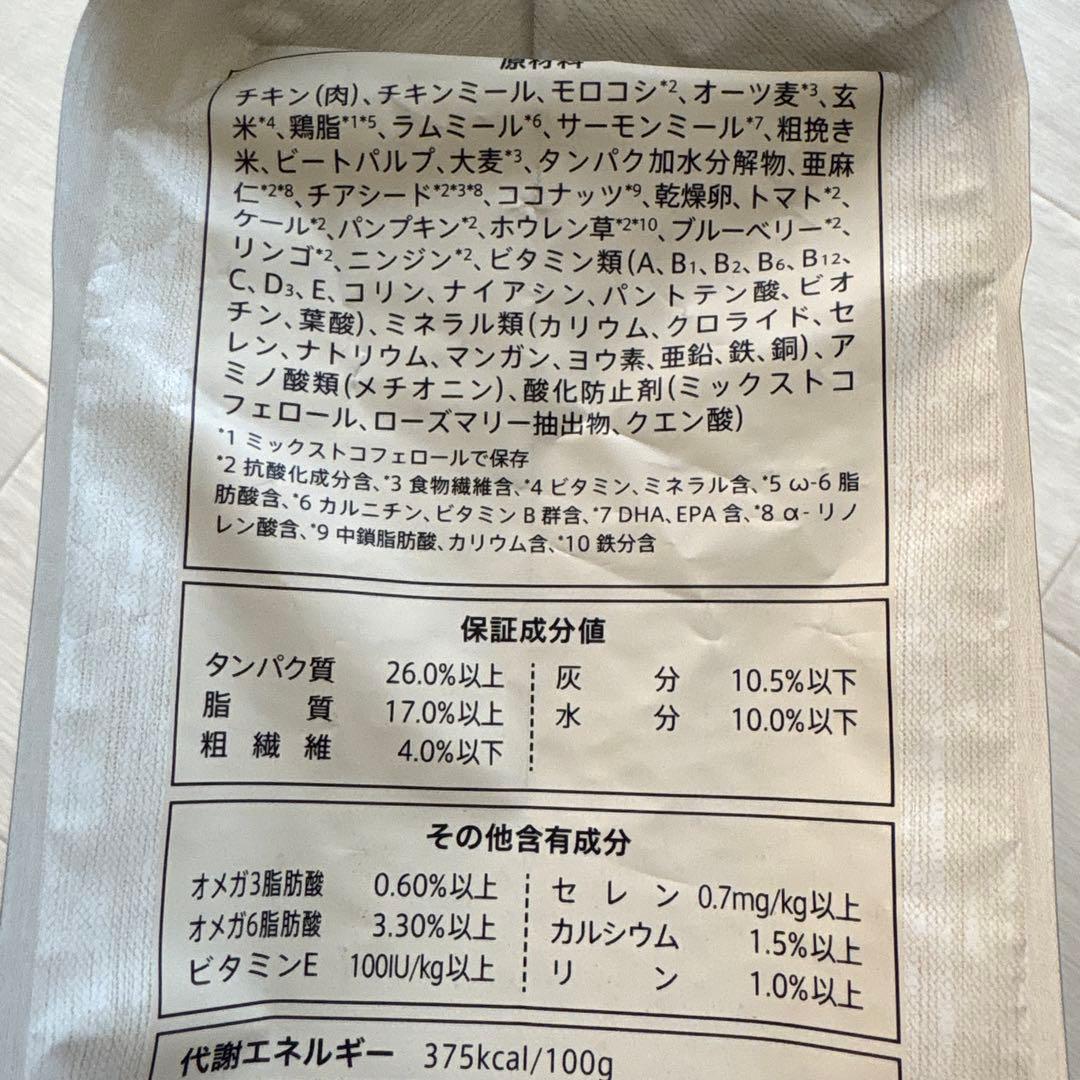 原材料
チキン(肉)、チキンミール、モロコシ*2、オーツ麦*3、玄
米*4、鶏脂*1*5、ラムミール*6、サーモンミール*7、粗挽き
米、ビートパルプ、大麦*3、タンパク加水分解物、亜麻
仁*2*8、チアシード*2*3*8、ココナッツ*9、乾燥卵、トマト*2、
ケール*2、パンプキン*2、ホウレン草*2*10、ブルーベリー*2、
リンゴ*2、ニンジン*2、ビタミン類(A、B1、B2、B6、B12、
C、D3、E、コリン、ナイアシン、パントテン酸、ビオ
チン、葉酸)、ミネラル類(カリウム、クロライド、セ
レン、ナトリウム、マンガン、ヨウ素、亜鉛、鉄、銅)、ア
ミノ酸類(メチオニン)、酸化防止剤(ミックストコ
フェロール、ローズマリー抽出物、クエン酸)
*1 ミックストコフェロールで保存
*2 抗酸化成分含、*3 食物繊維含、*4 ビタミン、ミネラル含、*5 ω-6 脂
肪酸含、*6 カルニチン、ビタミン B 群含、*7 DHA、EPA 含、*8 α- リノ
レン酸含、*9 中鎖脂肪酸、カリウム含、*10 鉄分含
保証成分値
タンパク質 26.0%以上 灰分 10.5%以下
脂質 17.0%以上 水分 10.0%以下
粗繊維 4.0%以下
その他含有成分
オメガ3脂肪酸 0.60%以上 セレン 0.7mg/kg以上
オメガ6脂肪酸 3.30%以上 カルシウム 1.5%以上
ビタミンE 100IU/kg以上 リン 1.0%以上
代謝エネルギー 375kcal/100g